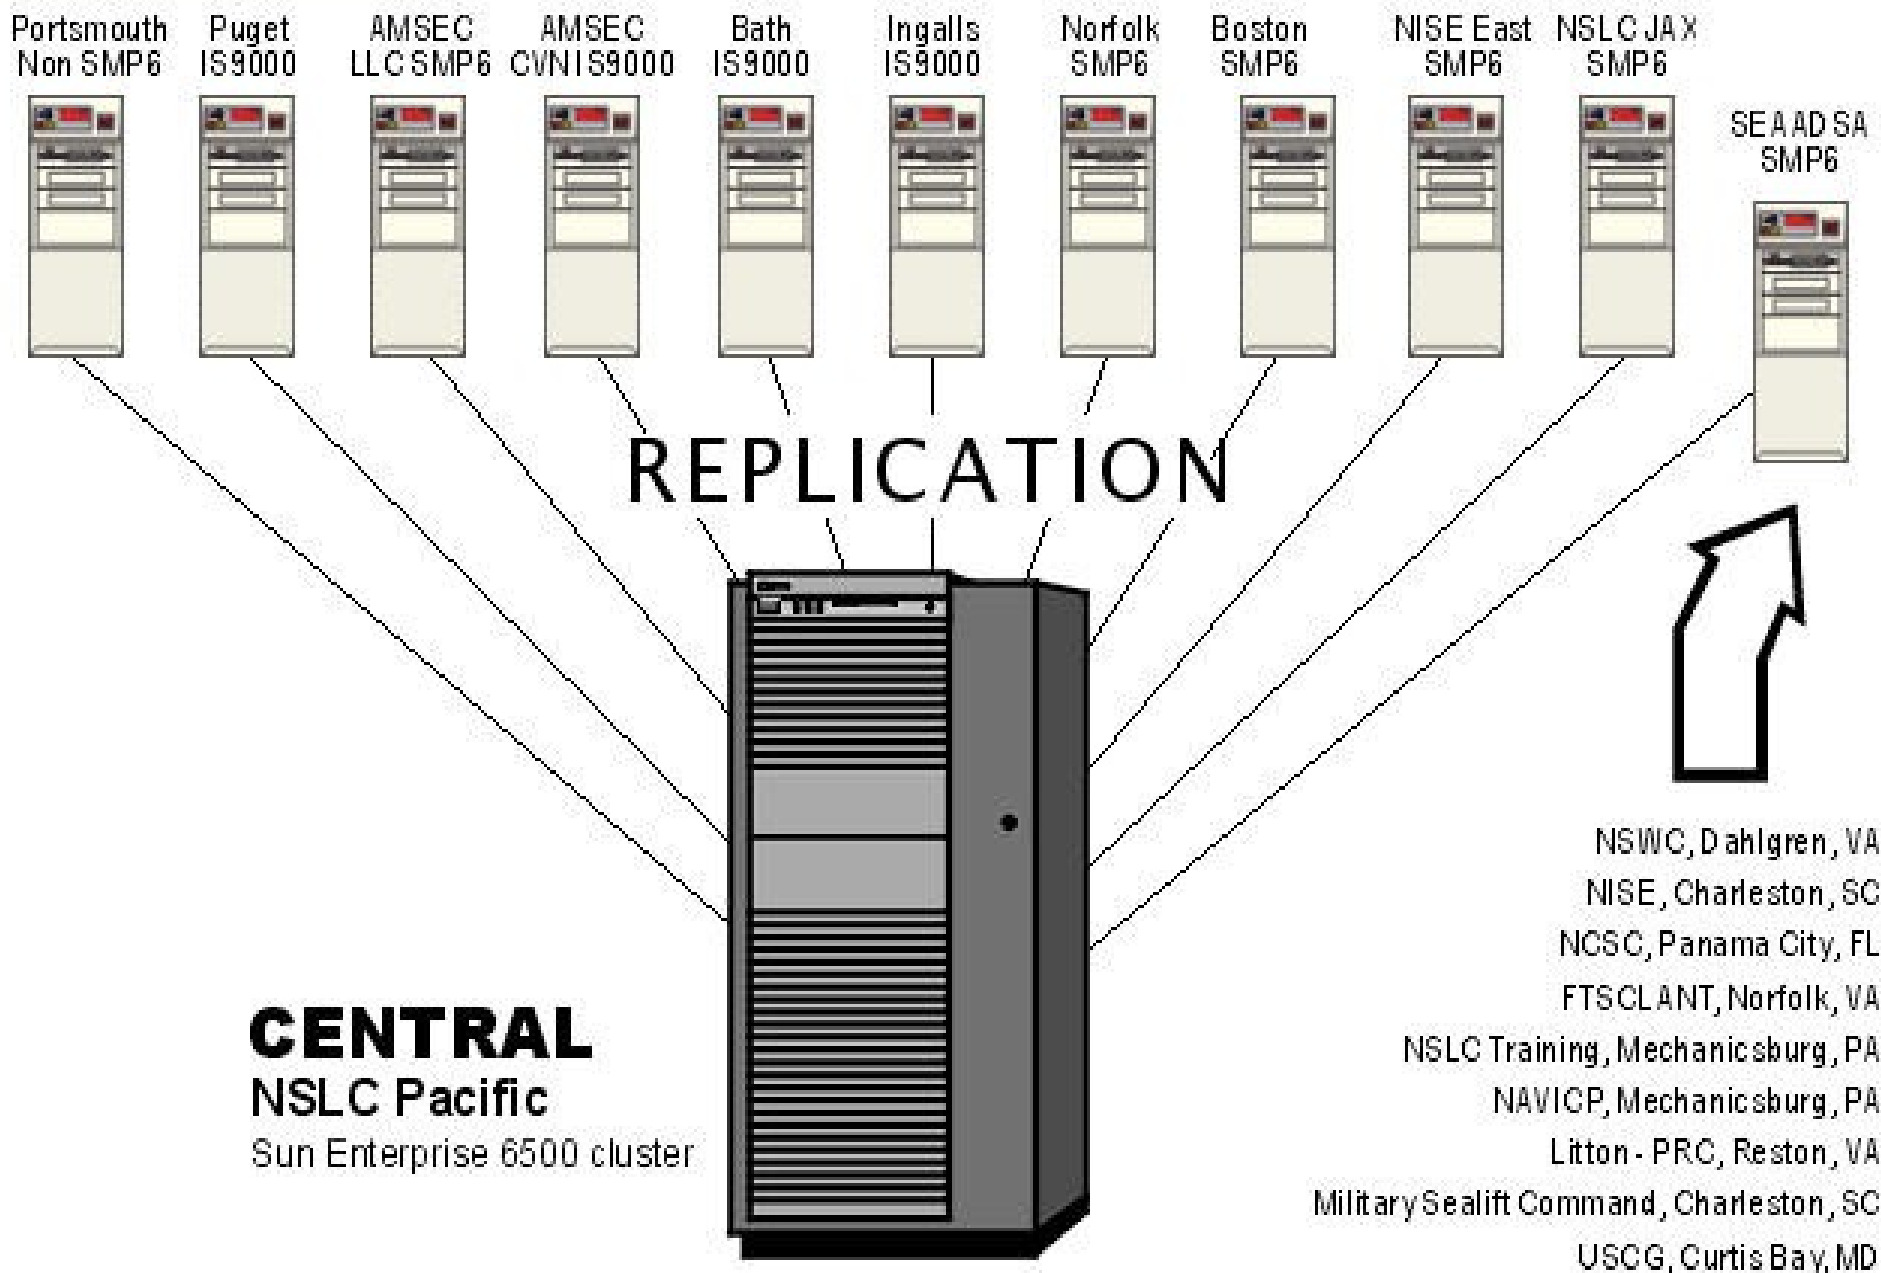 Portsmouth
Non SMP6
Puget
IS9000
AMSEC
LLC SMP6
AMSEC
CVN IS9000
Bath
IS9000
Ingalls
IS9000
Norfolk
SMP6
Boston
SMP6
NISE East
SMP6
NSLC JAX
SMP6
SEAADSA
SMP6
REPLICATION
CENTRAL
NSLC Pacific
Sun Enterprise 6500 cluster
NSWC, Dahlgren, VA
NISE, Charleston, SC
NCSC, Panama City, FL
FTSCLANT, Norfolk, VA
NSLC Training, Mechanicsburg, PA
NAVICP, Mechanicsburg, PA
Litton - PRC, Reston, VA
Military Sealift Command, Charleston, SC
USCG, Curtis Bay, MD